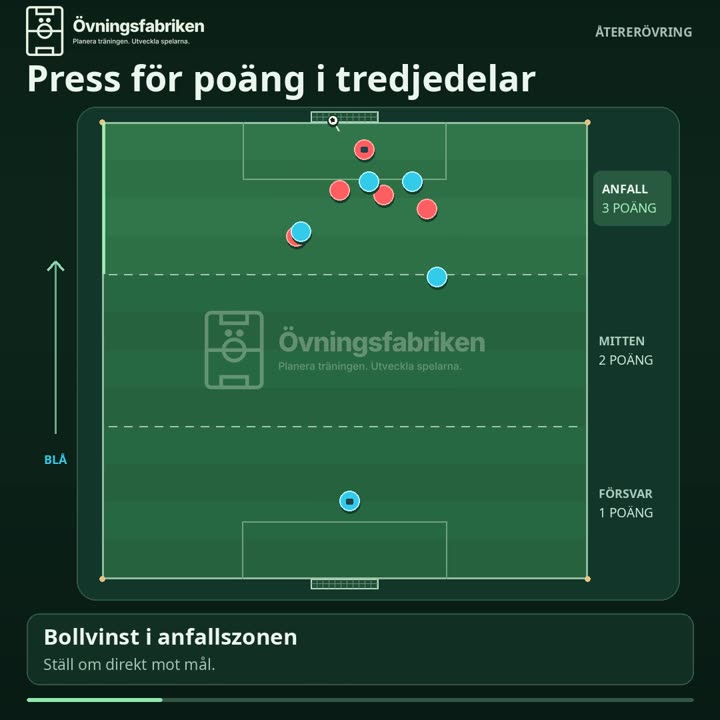 Övningsfabriken
Planera träningen. Utveckla spelarna.
ÅTERERÖVRING
Press för poäng i tredjedelar
ANFALL
3 POÄNG
Övningsfabriken
Planera träningen. Utveckla spelarna.
MITTEN
2 POÄNG
BLÅ
FÖRSVAR
1 POÄNG
Bollvinst i anfallszonen
Ställ om direkt mot mål.